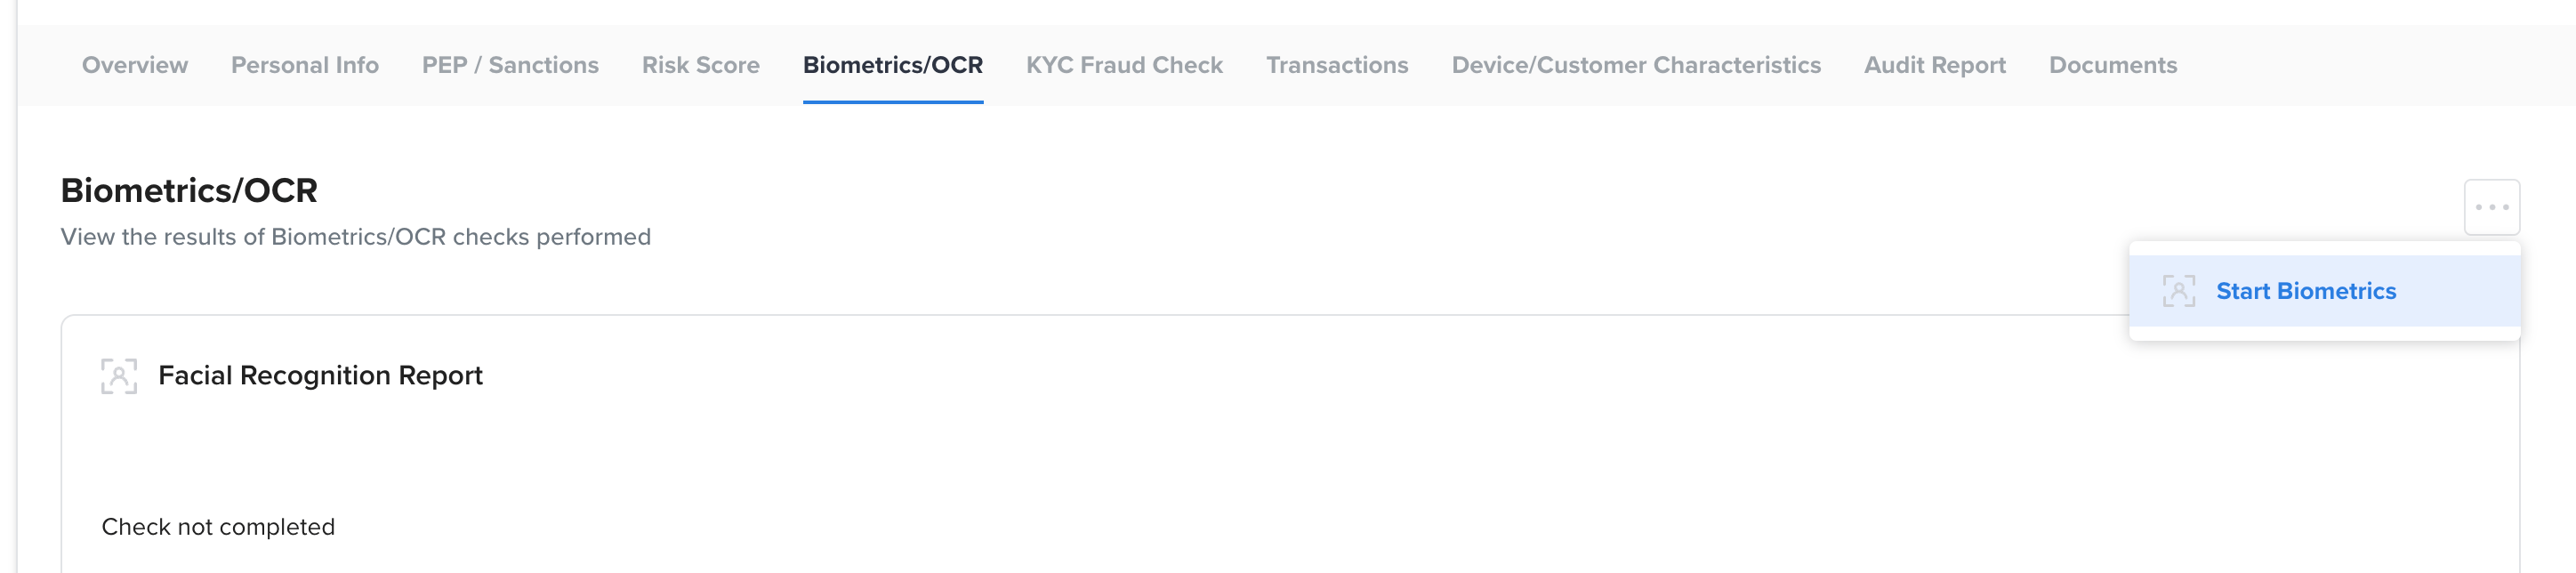 Overview Personal Info PEP / Sanctions Risk Score Biometrics/OCR KYC Fraud Check Transactions Device/Customer Characteristics Audit Report Documents
Biometrics/OCR
View the results of Biometrics/OCR checks performed
Start Biometrics
Facial Recognition Report
Check not completed